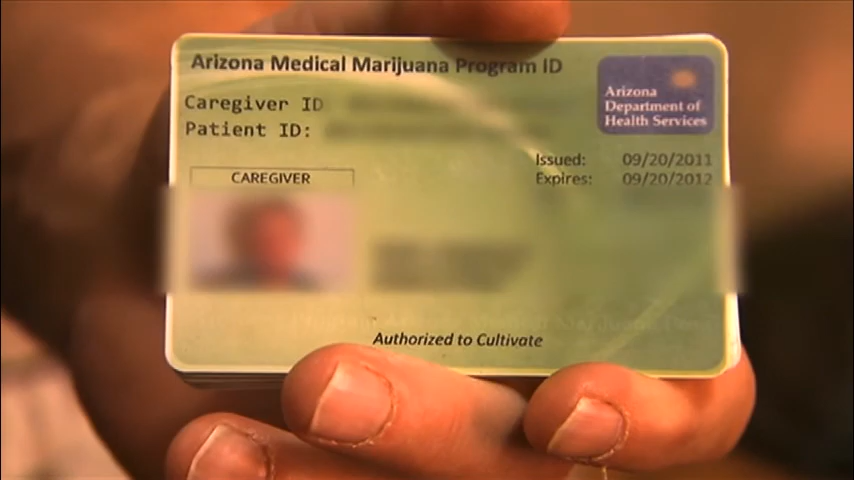 Arizona Medical Marijuana Program ID
Arizona
Department of
Health Services
Caregiver ID
Patient ID:
Issued: 09/20/2011
Expires: 09/20/2012
CAREGIVER
Authorized to Cultivate